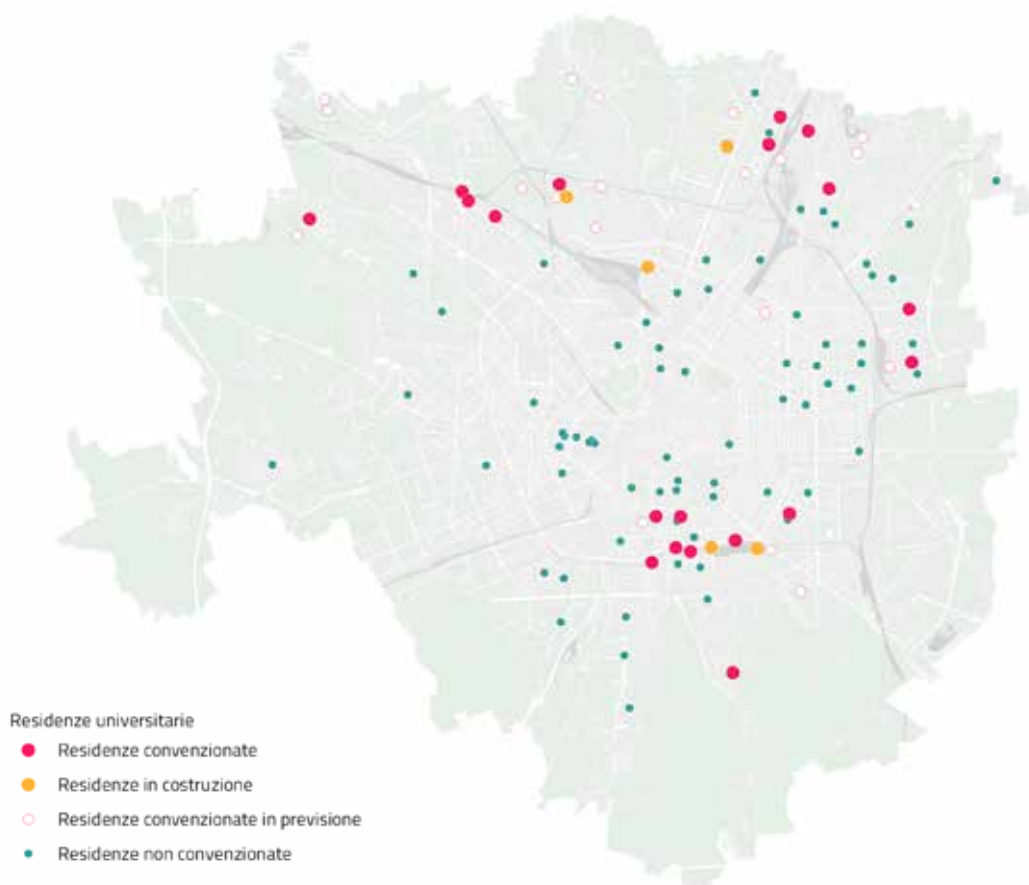 Residenze universitarie
Residenze convenzionate
Residenze in costruzione
Residenze convenzionate in previsione
Residenze non convenzionate